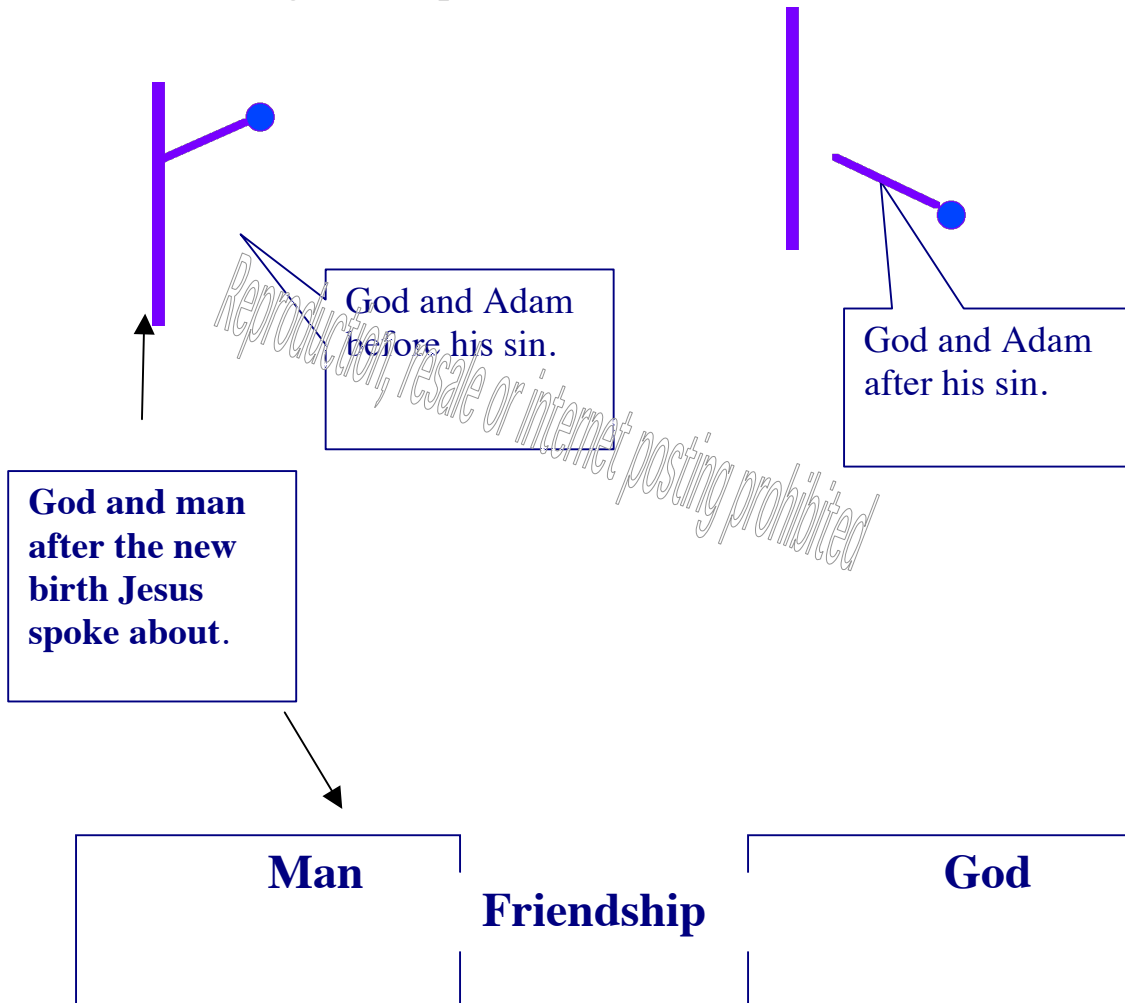 God and Adam
before his sin.
God and Adam
after his sin.
Reproduction, resale or internet posting prohibited
God and man
after the new
birth Jesus
spoke about.
Man
God
Friendship